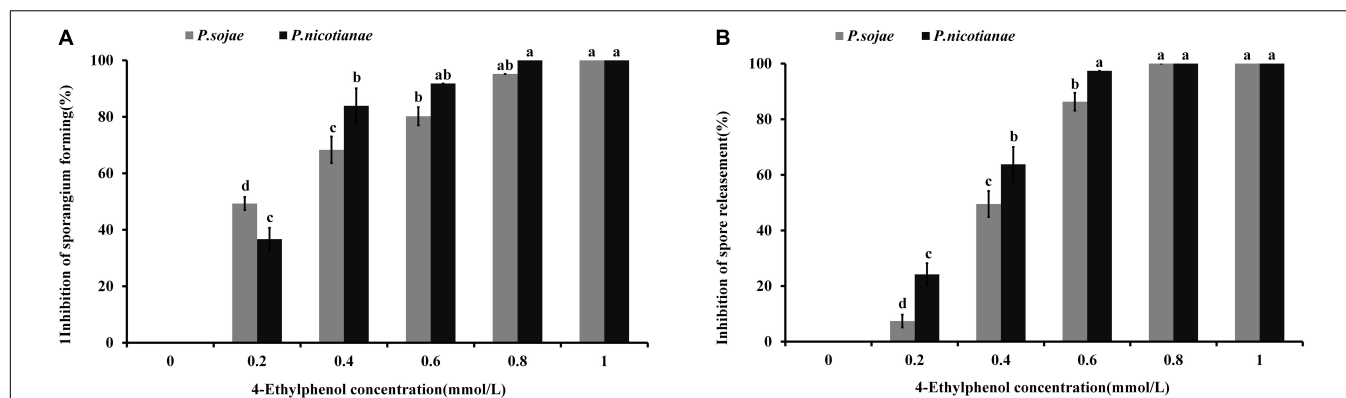 A
P.sojae P.nicotianae
1Inhibition of sporangium forming(%)
100
80
60
40
20
0
d c c b b ab ab a a a
0 0.2 0.4 0.6 0.8 1
4-Ethylphenol concentration(mmol/L)
B
P.sojae P.nicotianae
Inhibition of spore releasement(%)
100
80
60
40
20
0
d c c b b a a a a a
0 0.2 0.4 0.6 0.8 1
4-Ethylphenol concentration(mmol/L)